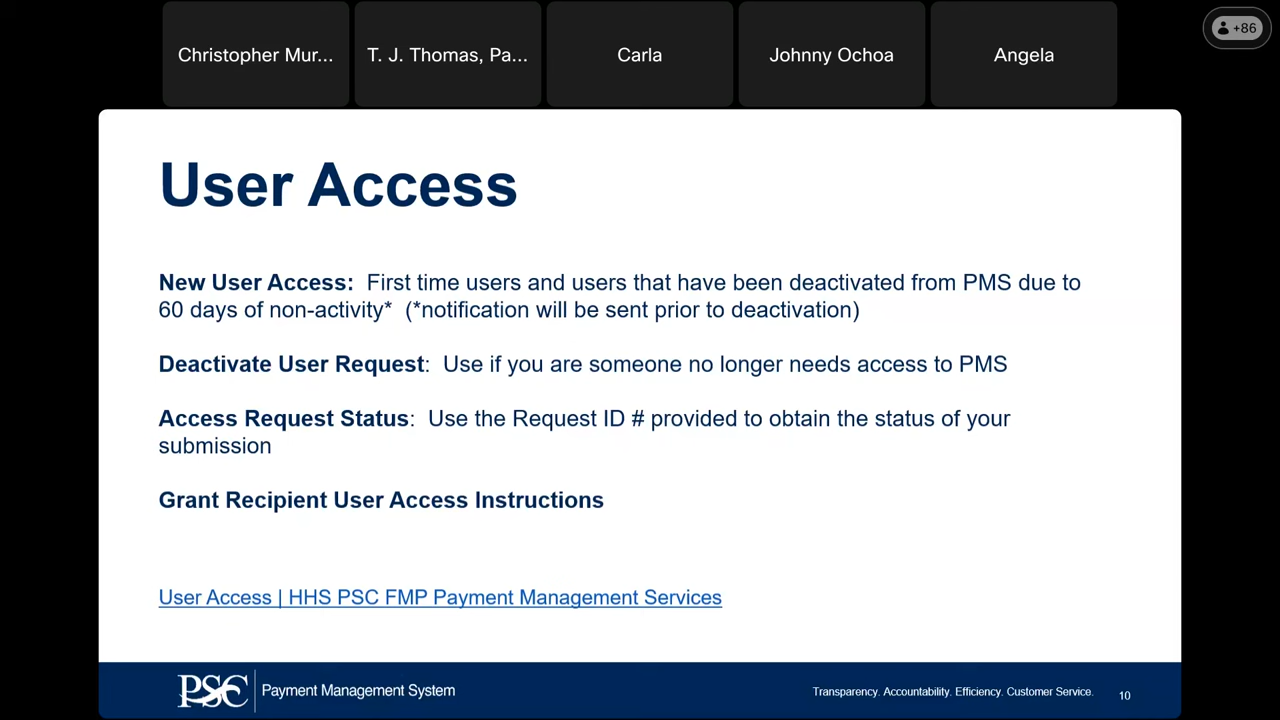 Christopher Mur...
T. J. Thomas, Pa...
Carla
Johnny Ochoa
Angela
+86
User Access
New User Access:  First time users and users that have been deactivated from PMS due to
60 days of non-activity*  (*notification will be sent prior to deactivation)
Deactivate User Request:  Use if you are someone no longer needs access to PMS
Access Request Status:  Use the Request ID # provided to obtain the status of your
submission
Grant Recipient User Access Instructions
User Access | HHS PSC FMP Payment Management Services
PSC
Payment Management System
Transparency. Accountability. Efficiency. Customer Service.
10